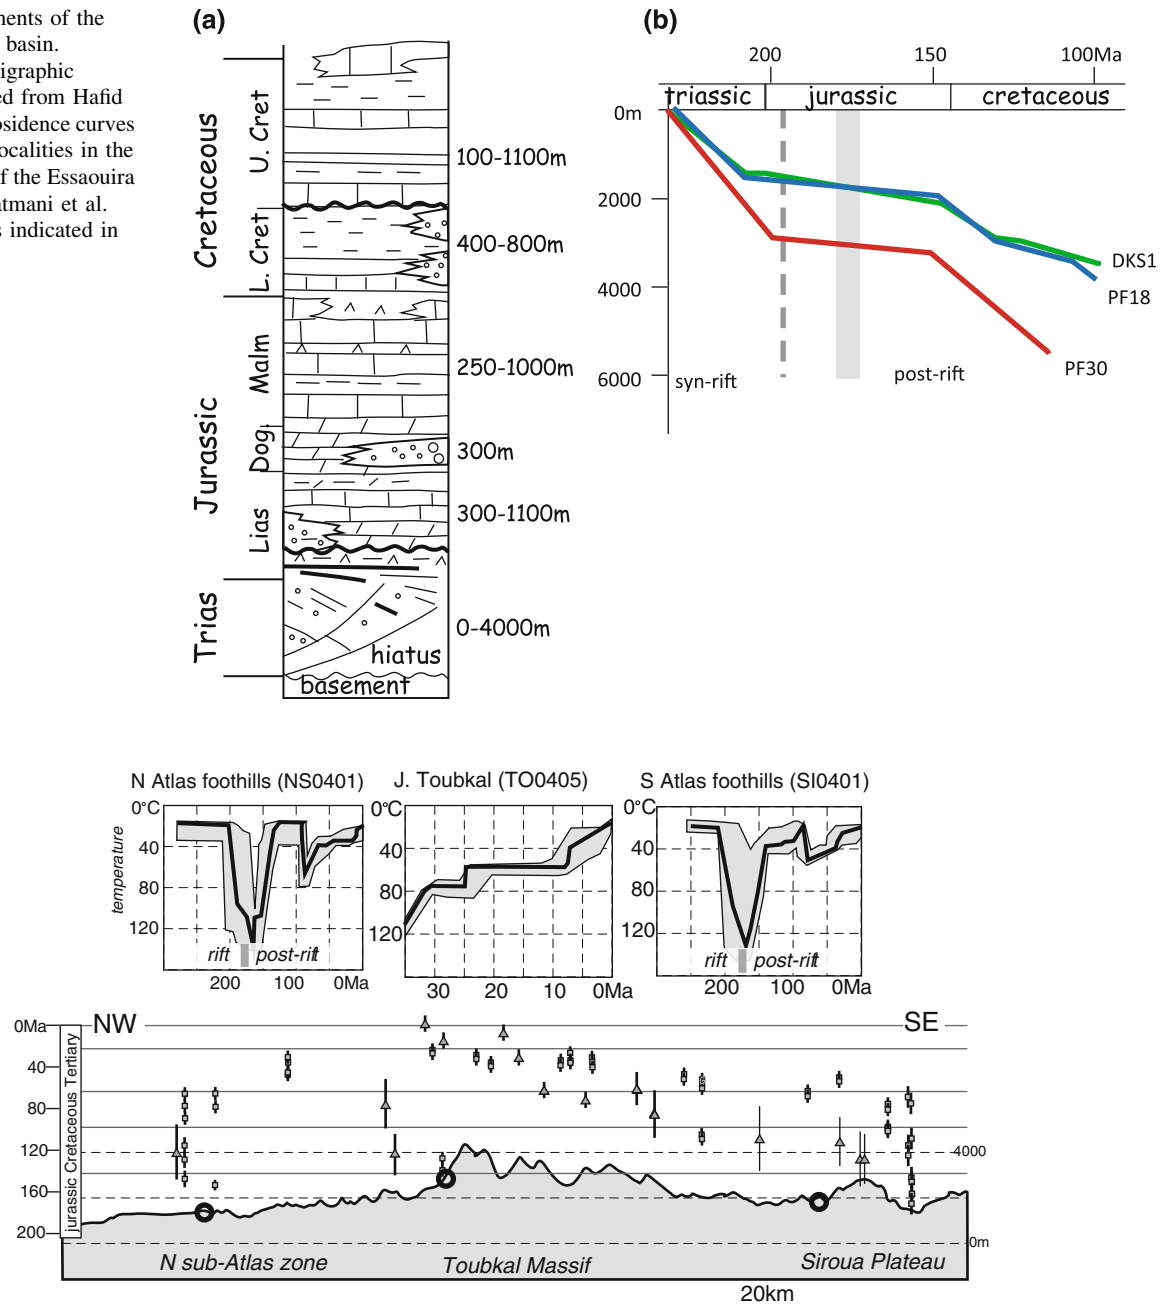 ments of the
basin.
igraphic
ed from Hafid
osidence curves
ocalities in the
of the Essaouira
atmani et al.
s indicated in
(a)
Cretaceous
U. Cret
100-1100m
L. Cret
400-800m
Jurassic
Malm
250-1000m
Dog.
300m
Lias
300-1100m
Trias
0-4000m
hiatus
basement
(b)
200
150
100Ma
triassic
jurassic
cretaceous
0m
2000
4000
6000
DKS1
PF18
PF30
syn-rift
post-rift
N Atlas foothills (NS0401)
0°C
40
80
120
temperature
rift
post-rift
200
100
0Ma
J. Toubkal (TO0405)
0°C
40
80
120
30
20
10
0Ma
S Atlas foothills (SI0401)
0°C
40
80
120
rift
post-rift
200
100
0Ma
NW
SE
0Ma
40
80
120
160
200
jurassic Cretaceous Tertiary
4000
0m
N sub-Atlas zone
Toubkal Massif
Siroua Plateau
20km